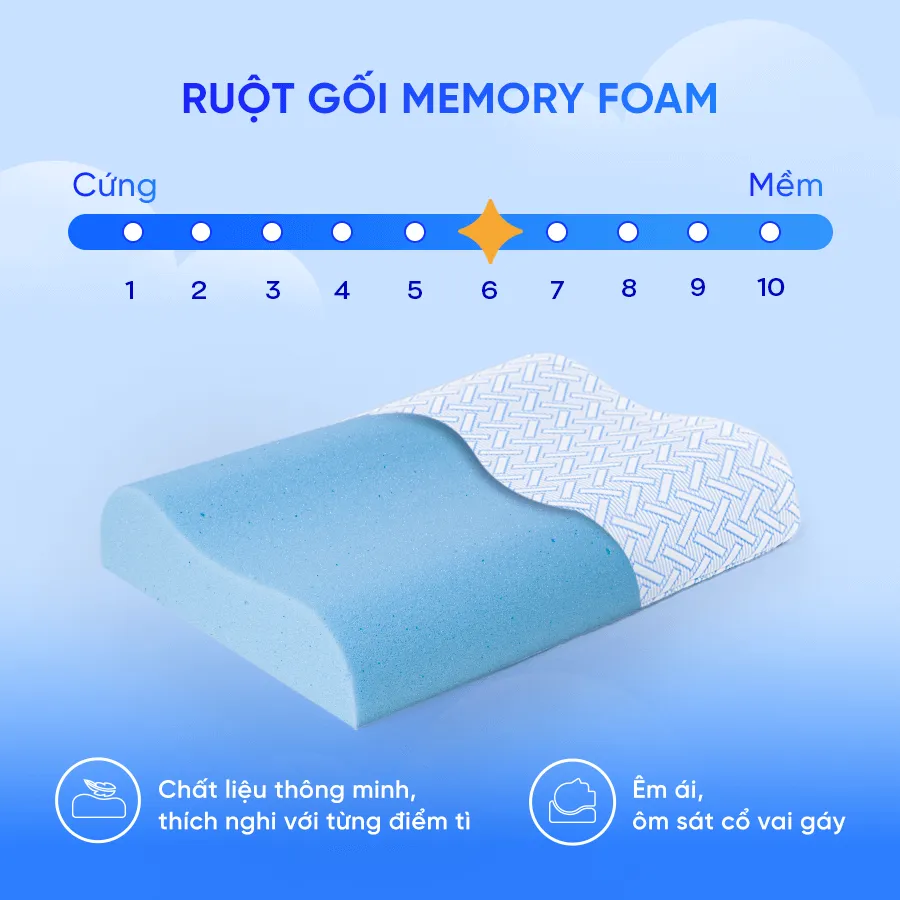 RUỘT GỐI MEMORY FOAM
Cứng Mềm
1 2 3 4 5 6 7 8 9 10
Chất liệu thông minh,
thích nghi với từng điểm tì
Êm ái,
ôm sát cổ vai gáy